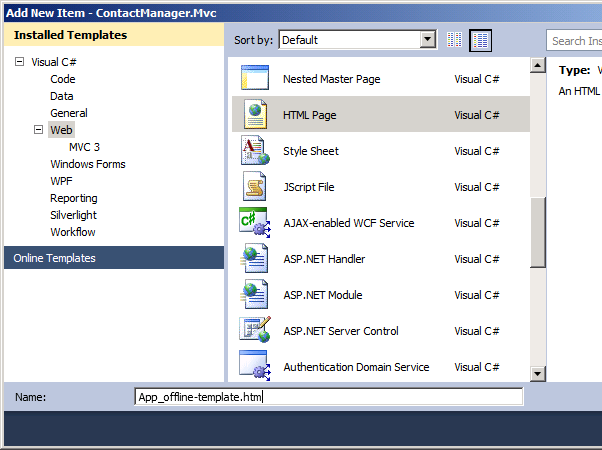 Add New Item - ContactManager.Mvc
Installed Templates
Visual C#
Code
Data
General
Web
MVC 3
Windows Forms
WPF
Reporting
Silverlight
Workflow
Online Templates
Sort by: Default
Search Ins
Nested Master Page Visual C#
HTML Page Visual C#
Style Sheet Visual C#
JScript File Visual C#
AJAX-enabled WCF Service Visual C#
ASP.NET Handler Visual C#
ASP.NET Module Visual C#
ASP.NET Server Control Visual C#
Authentication Domain Service Visual C#
Type:
An HTML
Name: App_offline-template.htm